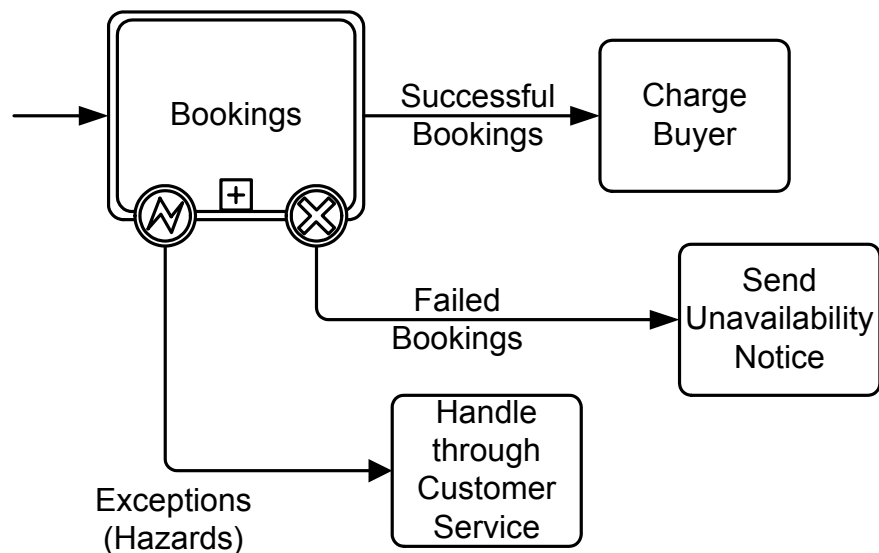 Bookings
Successful
Bookings
Charge
Buyer
Failed
Bookings
Send
Unavailability
Notice
Exceptions
(Hazards)
Handle
through
Customer
Service